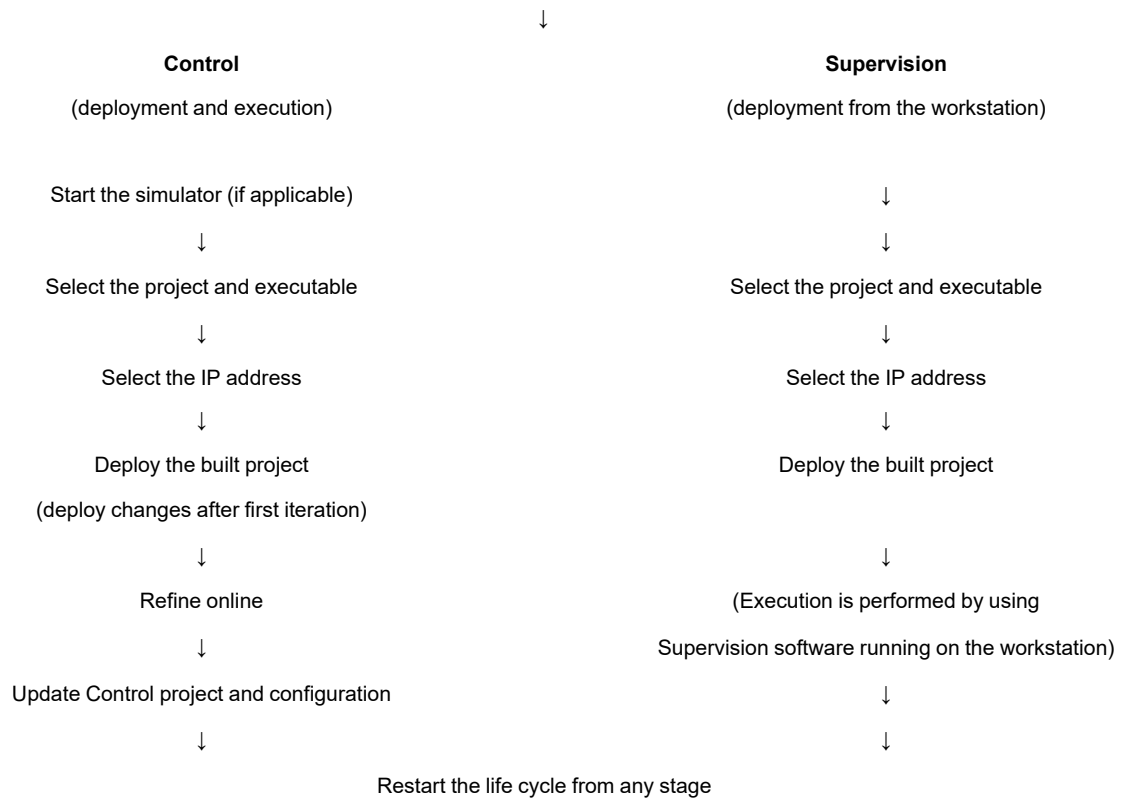 ↓
Control
Supervision
(deployment and execution)
(deployment from the workstation)
Start the simulator (if applicable)
↓
↓
↓
Select the project and executable
Select the project and executable
↓
↓
Select the IP address
Select the IP address
↓
↓
Deploy the built project
Deploy the built project
(deploy changes after first iteration)
↓
↓
Refine online
(Execution is performed by using
↓
Supervision software running on the workstation)
Update Control project and configuration
↓
↓
↓
Restart the life cycle from any stage